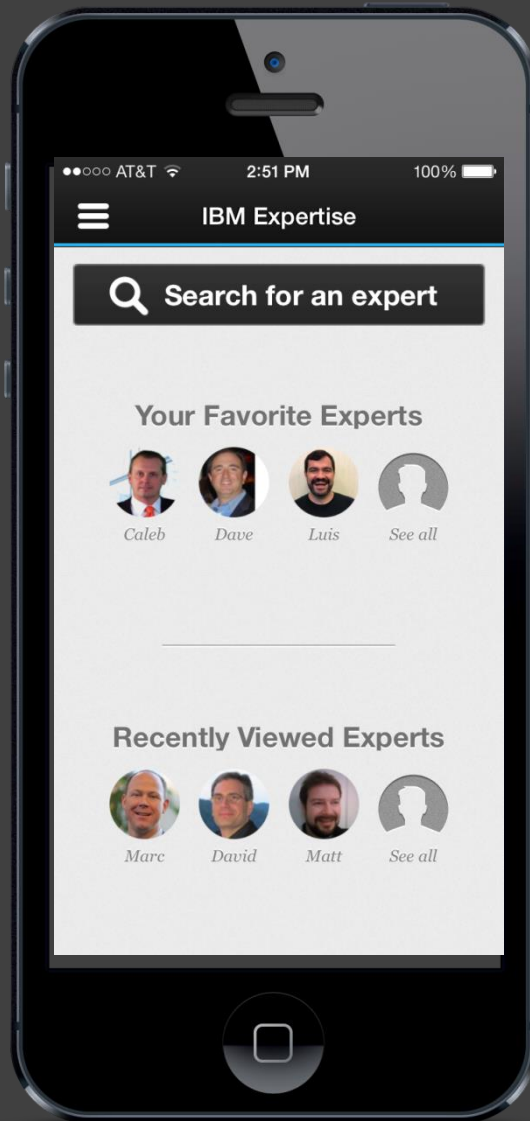 AT&T 2:51 PM 100%
IBM Expertise
Search for an expert
Your Favorite Experts
Caleb Dave Luis See all
Recently Viewed Experts
Marc David Matt See all